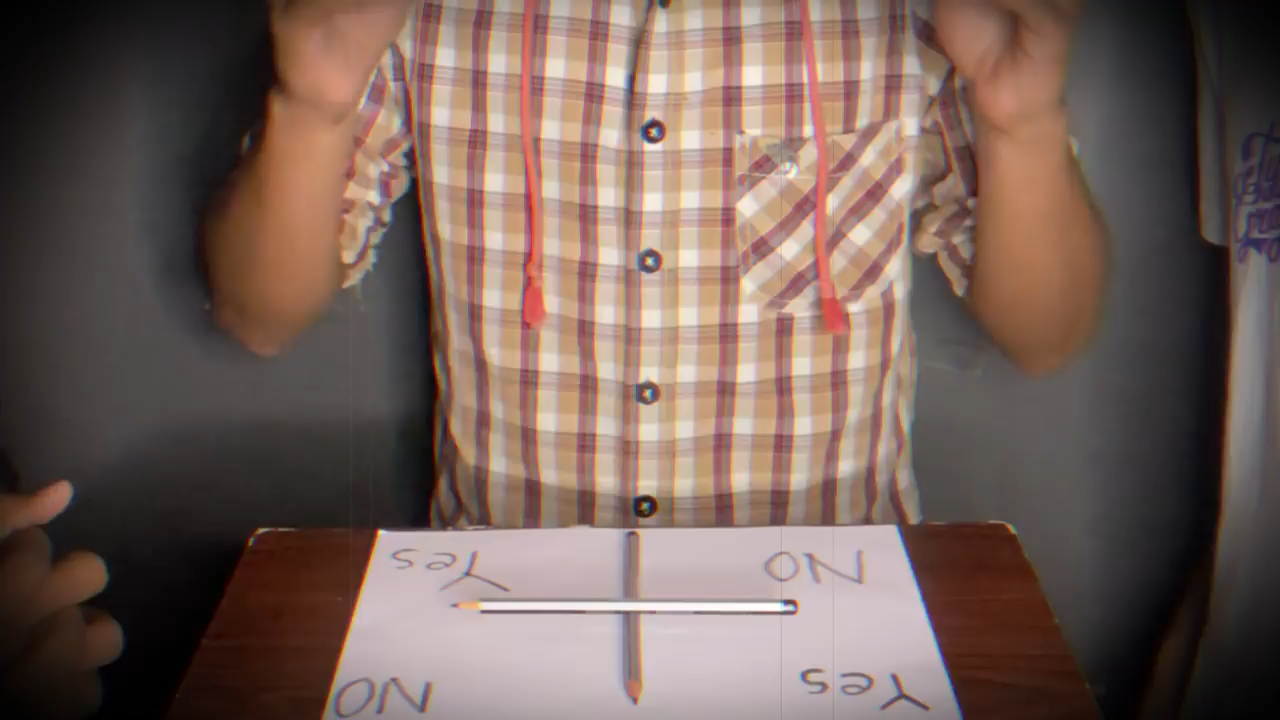 Yes NO
NO Yes